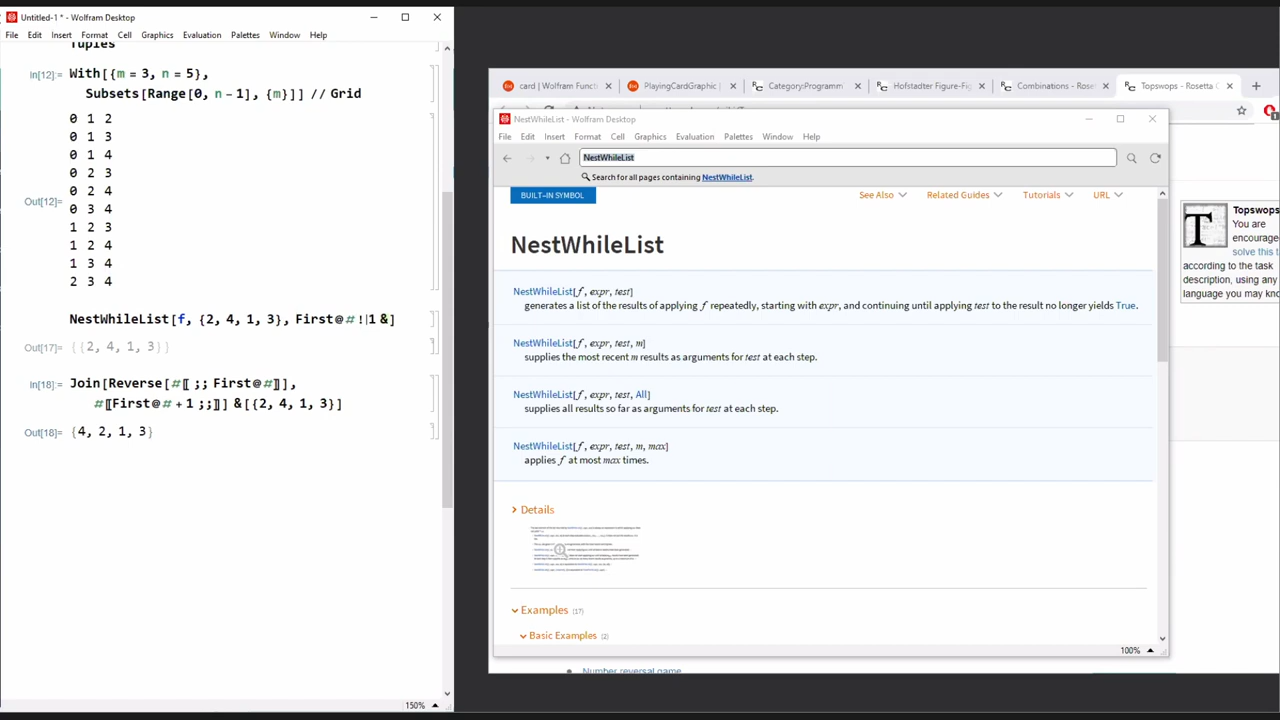 Untitled-1 * - Wolfram Desktop
File Edit Insert Format Cell Graphics Evaluation Palettes Window Help
Tuples
In[12]:= With[{m = 3, n = 5},
Subsets[Range[0, n - 1], {m}]] // Grid
0 1 2
0 1 3
0 1 4
0 2 3
0 2 4
Out[12]=
0 3 4
1 2 3
1 2 4
1 3 4
2 3 4
NestWhileList[f, {2, 4, 1, 3}, First@# ! 1 &]
Out[17]= {{2, 4, 1, 3}}
In[18]:= Join[Reverse[#〚 ;; First@#〛],
#〚First@# + 1 ;;〛] &[{2, 4, 1, 3}]
Out[18]= {4, 2, 1, 3}
150%
card | Wolfram Func
PlayingCardGraphic |
Category:Programm
Hofstadter Figure-Fig
Combinations - Rose
Topswops - Rosetta C
NestWhileList - Wolfram Desktop
File Edit Insert Format Cell Graphics Evaluation Palettes Window Help
NestWhileList
Search for all pages containing NestWhileList.
BUILT-IN SYMBOL
See Also Related Guides Tutorials URL
NestWhileList
NestWhileList[f, expr, test]
generates a list of the results of applying f repeatedly, starting with expr, and continuing until applying test to the result no longer yields True.
NestWhileList[f, expr, test, m]
supplies the most recent m results as arguments for test at each step.
NestWhileList[f, expr, test, All]
supplies all results so far as arguments for test at each step.
NestWhileList[f, expr, test, m, max]
applies f at most max times.
Details
Examples (17)
Basic Examples (2)
100%
Number reversal game
T
Topswops
You are
encourage
solve this t
according to the task
description, using any
language you may kno